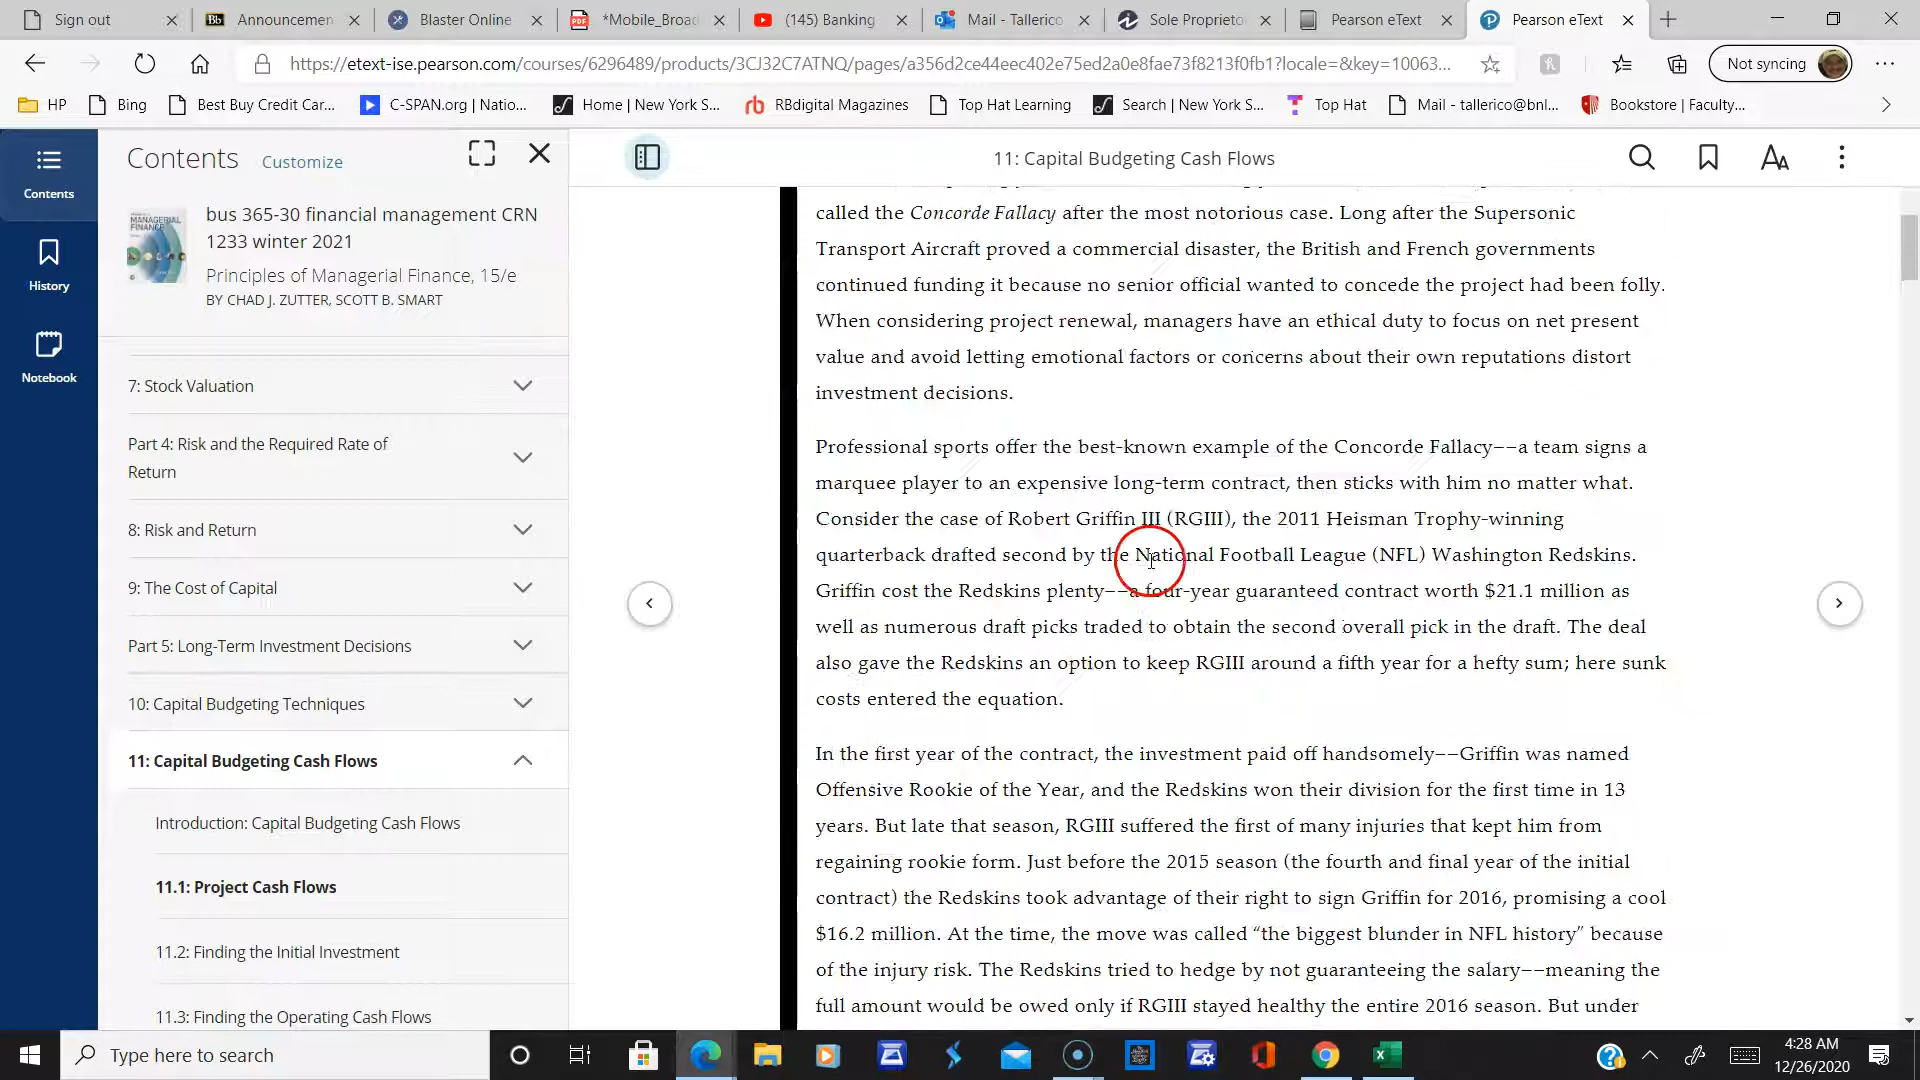 Sign out
Bb Announcemen
Blaster Online
PDF *Mobile_Broad
(145) Banking
Mail - Tallerico
Sole Proprieto
Pearson eText
Pearson eText
https://etext-ise.pearson.com/courses/6296489/products/3CJ32C7ATNQ/pages/a356d2ce44eec402e75ed2a0e8fae73f8213f0fb1?locale=&key=10063...
Not syncing
HP
Bing
Best Buy Credit Car...
C-SPAN.org | Natio...
Home | New York S...
rb RBdigital Magazines
Top Hat Learning
Search | New York S...
Top Hat
Mail - tallerico@bnl...
Bookstore | Faculty...
Contents
History
Notebook
Contents Customize
MANAGERIAL FINANCE
bus 365-30 financial management CRN
1233 winter 2021
Principles of Managerial Finance, 15/e
BY CHAD J. ZUTTER, SCOTT B. SMART
7: Stock Valuation
Part 4: Risk and the Required Rate of
Return
8: Risk and Return
9: The Cost of Capital
Part 5: Long-Term Investment Decisions
10: Capital Budgeting Techniques
11: Capital Budgeting Cash Flows
Introduction: Capital Budgeting Cash Flows
11.1: Project Cash Flows
11.2: Finding the Initial Investment
11.3: Finding the Operating Cash Flows
11: Capital Budgeting Cash Flows
AA
called the Concorde Fallacy after the most notorious case. Long after the Supersonic
Transport Aircraft proved a commercial disaster, the British and French governments
continued funding it because no senior official wanted to concede the project had been folly.
When considering project renewal, managers have an ethical duty to focus on net present
value and avoid letting emotional factors or concerns about their own reputations distort
investment decisions.
Professional sports offer the best-known example of the Concorde Fallacy––a team signs a
marquee player to an expensive long-term contract, then sticks with him no matter what.
Consider the case of Robert Griffin III (RGIII), the 2011 Heisman Trophy-winning
quarterback drafted second by the National Football League (NFL) Washington Redskins.
Griffin cost the Redskins plenty––a four-year guaranteed contract worth $21.1 million as
well as numerous draft picks traded to obtain the second overall pick in the draft. The deal
also gave the Redskins an option to keep RGIII around a fifth year for a hefty sum; here sunk
costs entered the equation.
In the first year of the contract, the investment paid off handsomely––Griffin was named
Offensive Rookie of the Year, and the Redskins won their division for the first time in 13
years. But late that season, RGIII suffered the first of many injuries that kept him from
regaining rookie form. Just before the 2015 season (the fourth and final year of the initial
contract) the Redskins took advantage of their right to sign Griffin for 2016, promising a cool
$16.2 million. At the time, the move was called “the biggest blunder in NFL history” because
of the injury risk. The Redskins tried to hedge by not guaranteeing the salary––meaning the
full amount would be owed only if RGIII stayed healthy the entire 2016 season. But under
Type here to search
4:28 AM
12/26/2020